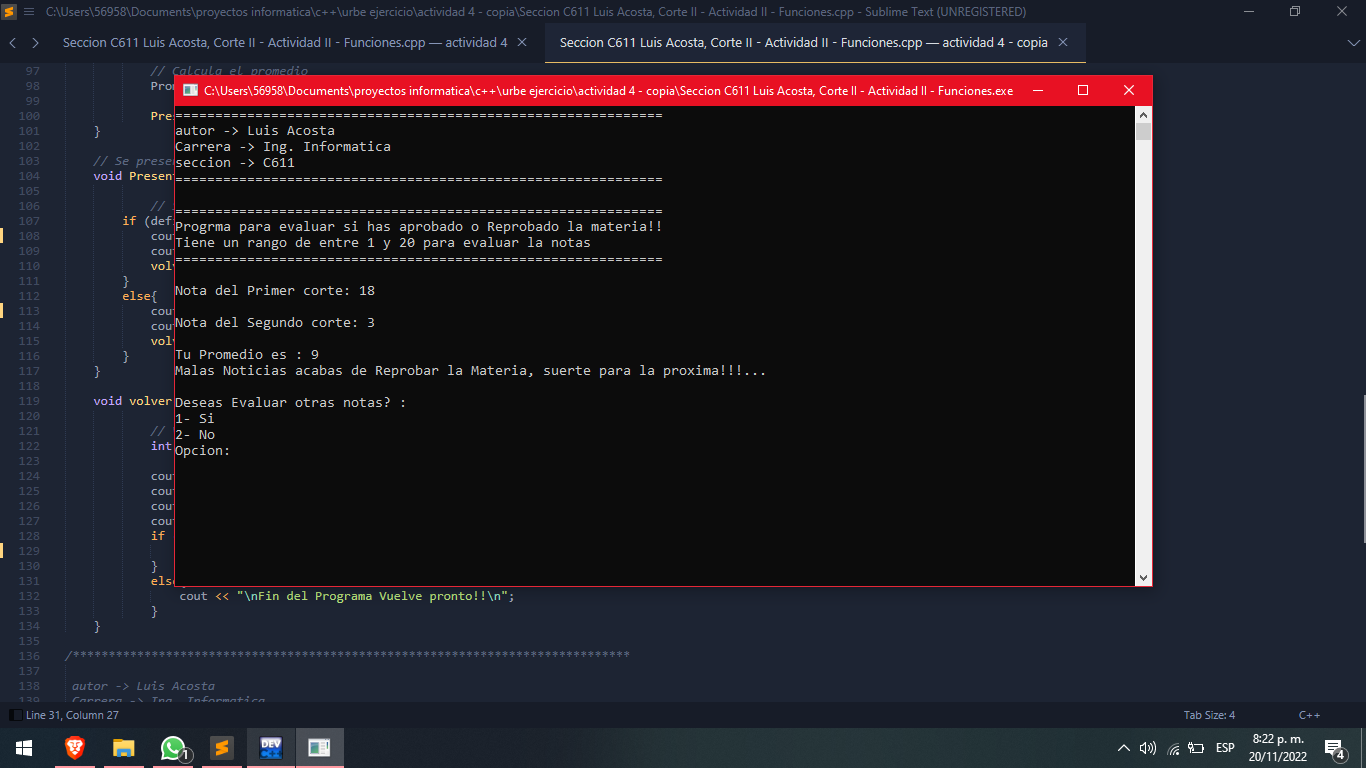 C:\Users\56958\Documents\proyectos informatica\c++\urbe ejercicio\actividad 4 - copia\Seccion C611 Luis Acosta, Corte II - Actividad II - Funciones.cpp - Sublime Text (UNREGISTERED)
Seccion C611 Luis Acosta, Corte II - Actividad II - Funciones.cpp — actividad 4
Seccion C611 Luis Acosta, Corte II - Actividad II - Funciones.cpp — actividad 4 - copia
C:\Users\56958\Documents\proyectos informatica\c++\urbe ejercicio\actividad 4 - copia\Seccion C611 Luis Acosta, Corte II - Actividad II - Funciones.exe
=============================================================
autor -> Luis Acosta
Carrera -> Ing. Informatica
seccion -> C611
=============================================================
=============================================================
Progrma para evaluar si has aprobado o Reprobado la materia!!
Tiene un rango de entre 1 y 20 para evaluar la notas
=============================================================
Nota del Primer corte: 18
Nota del Segundo corte: 3
Tu Promedio es : 9
Malas Noticias acabas de Reprobar la Materia, suerte para la proxima!!!...
Deseas Evaluar otras notas? :
1- Si
2- No
Opcion:
97 // Calcula el promedio
98 Pro
99
100 Pre
101 }
102
103 // Se prese
104 void Presen
105
106 //
107 if (def
108 cou
109 cou
110 vol
111 }
112 else{
113 cou
114 cou
115 vol
116 }
117 }
118
119 void volver
120
121 //
122 int
123
124 cou
125 cou
126 cou
127 cou
128 if
129
130 }
131 els
132 cout << "\nFin del Programa Vuelve pronto!!\n";
133 }
134 }
135
136 /******************************************************************************
137
138 autor -> Luis Acosta
139 Carrera -> Ing. Informatica
Line 31, Column 27
Tab Size: 4
C++
1
DEV
ESP
8:22 p. m.
20/11/2022
4